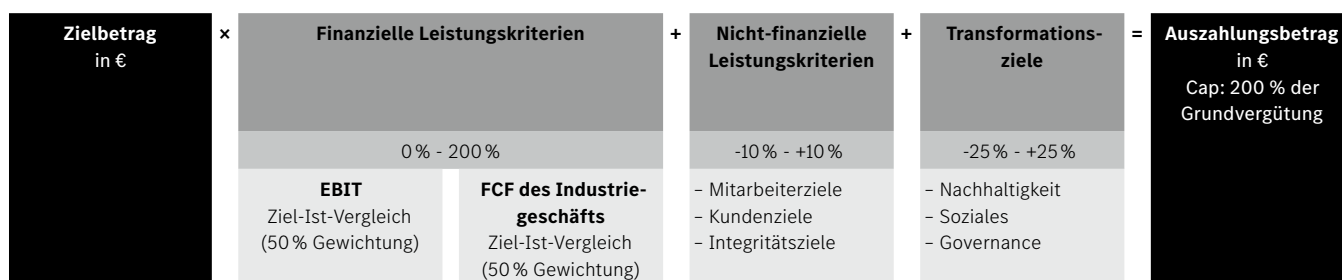 Zielbetrag
in €
×
Finanzielle Leistungskriterien
+
Nicht-finanzielle
Leistungskriterien
+
Transformations-
ziele
=
Auszahlungsbetrag
in €
Cap: 200 % der
Grundvergütung
0 % - 200 %
-10 % - +10 %
-25 % - +25 %
EBIT
Ziel-Ist-Vergleich
(50 % Gewichtung)
FCF des Industrie-
geschäfts
Ziel-Ist-Vergleich
(50 % Gewichtung)
– Mitarbeiterziele
– Kundenziele
– Integritätsziele
– Nachhaltigkeit
– Soziales
– Governance